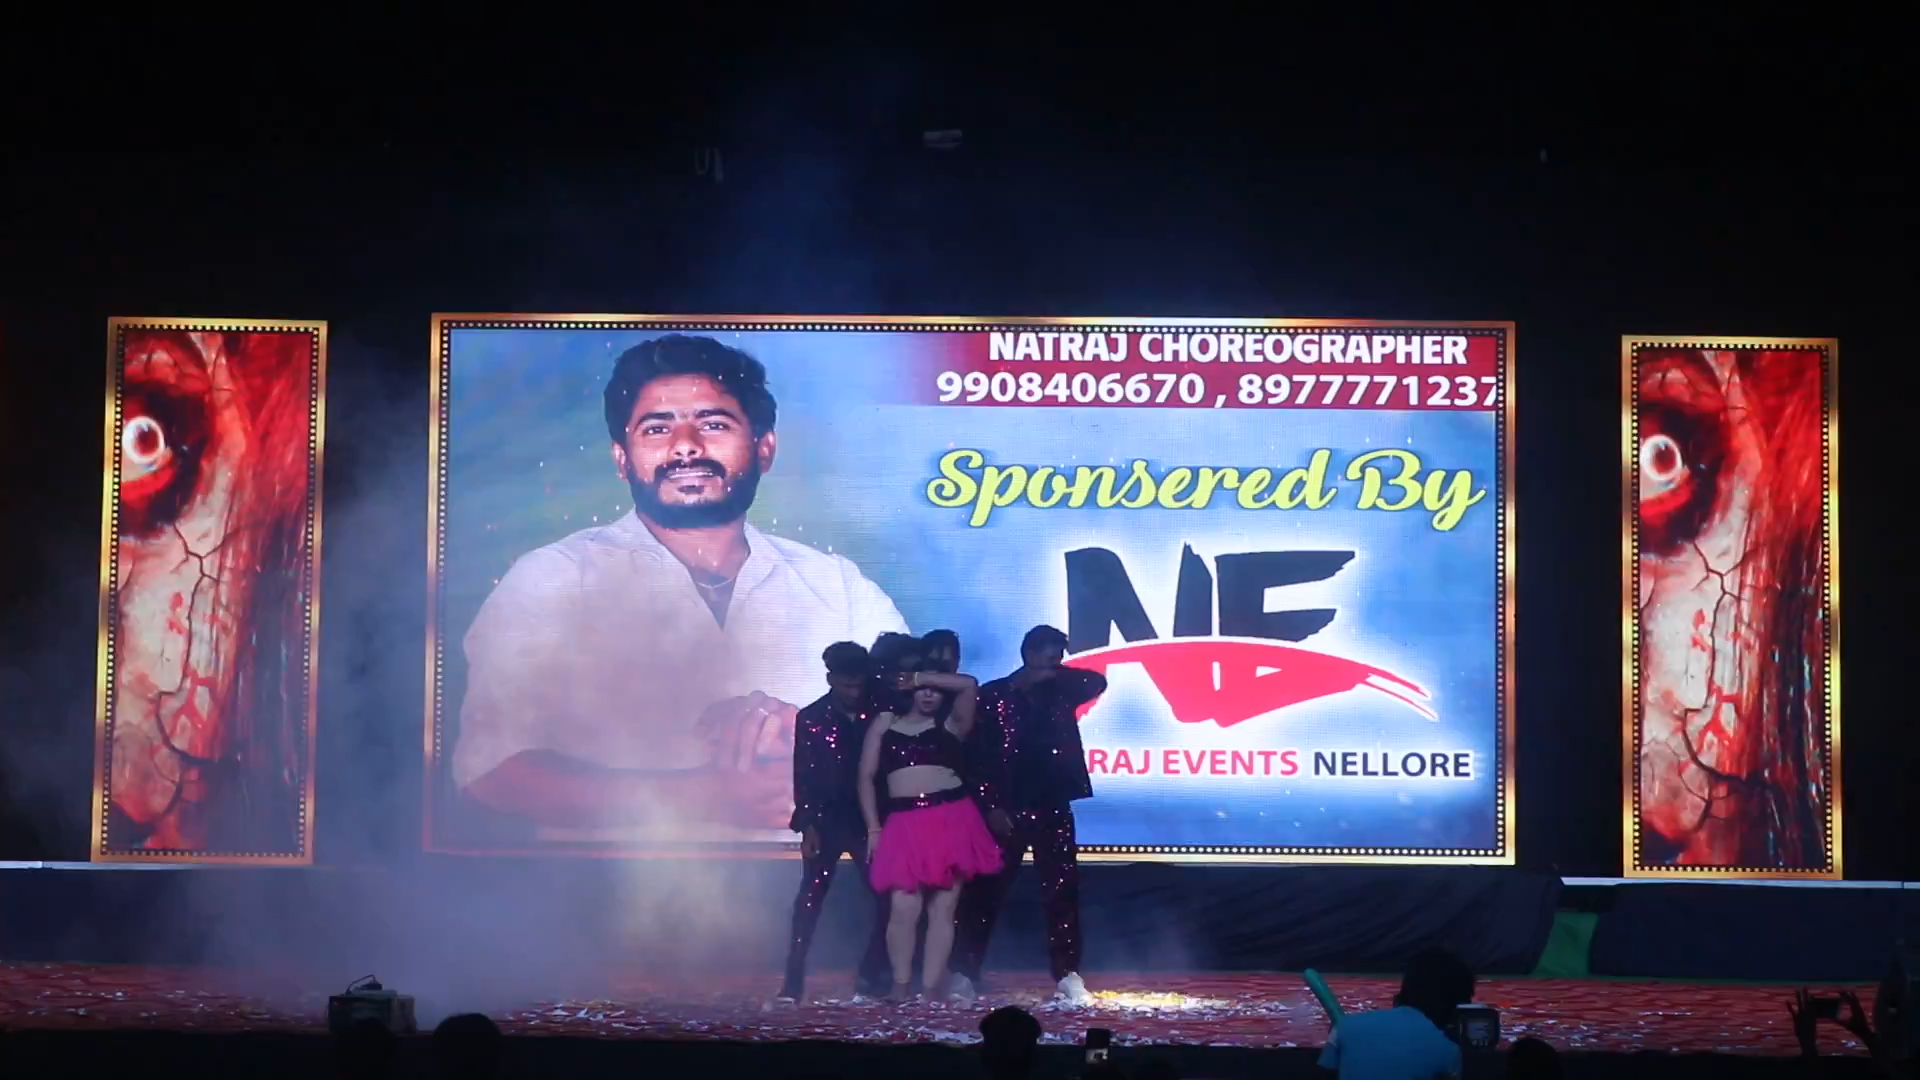 NATRAJ CHOREOGRAPHER
9908406670 , 8977771237
Sponsered By
NE
RAJ EVENTS NELLORE